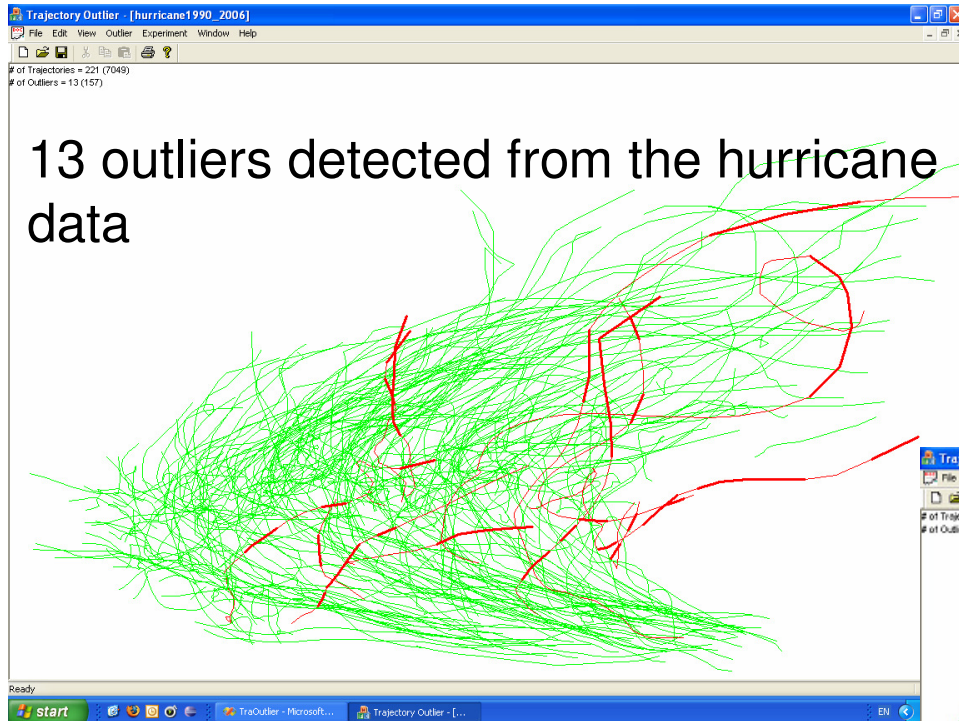 Trajectory Outlier - [hurricane1990_2006]
File Edit View Outlier Experiment Window Help
# of Trajectories = 221 (7049)
# of Outliers = 13 (157)
13 outliers detected from the hurricane
data
Tra
File
# of Traje
# of Outli
Ready
start TraOutlier - Microsoft... Trajectory Outlier - [... EN